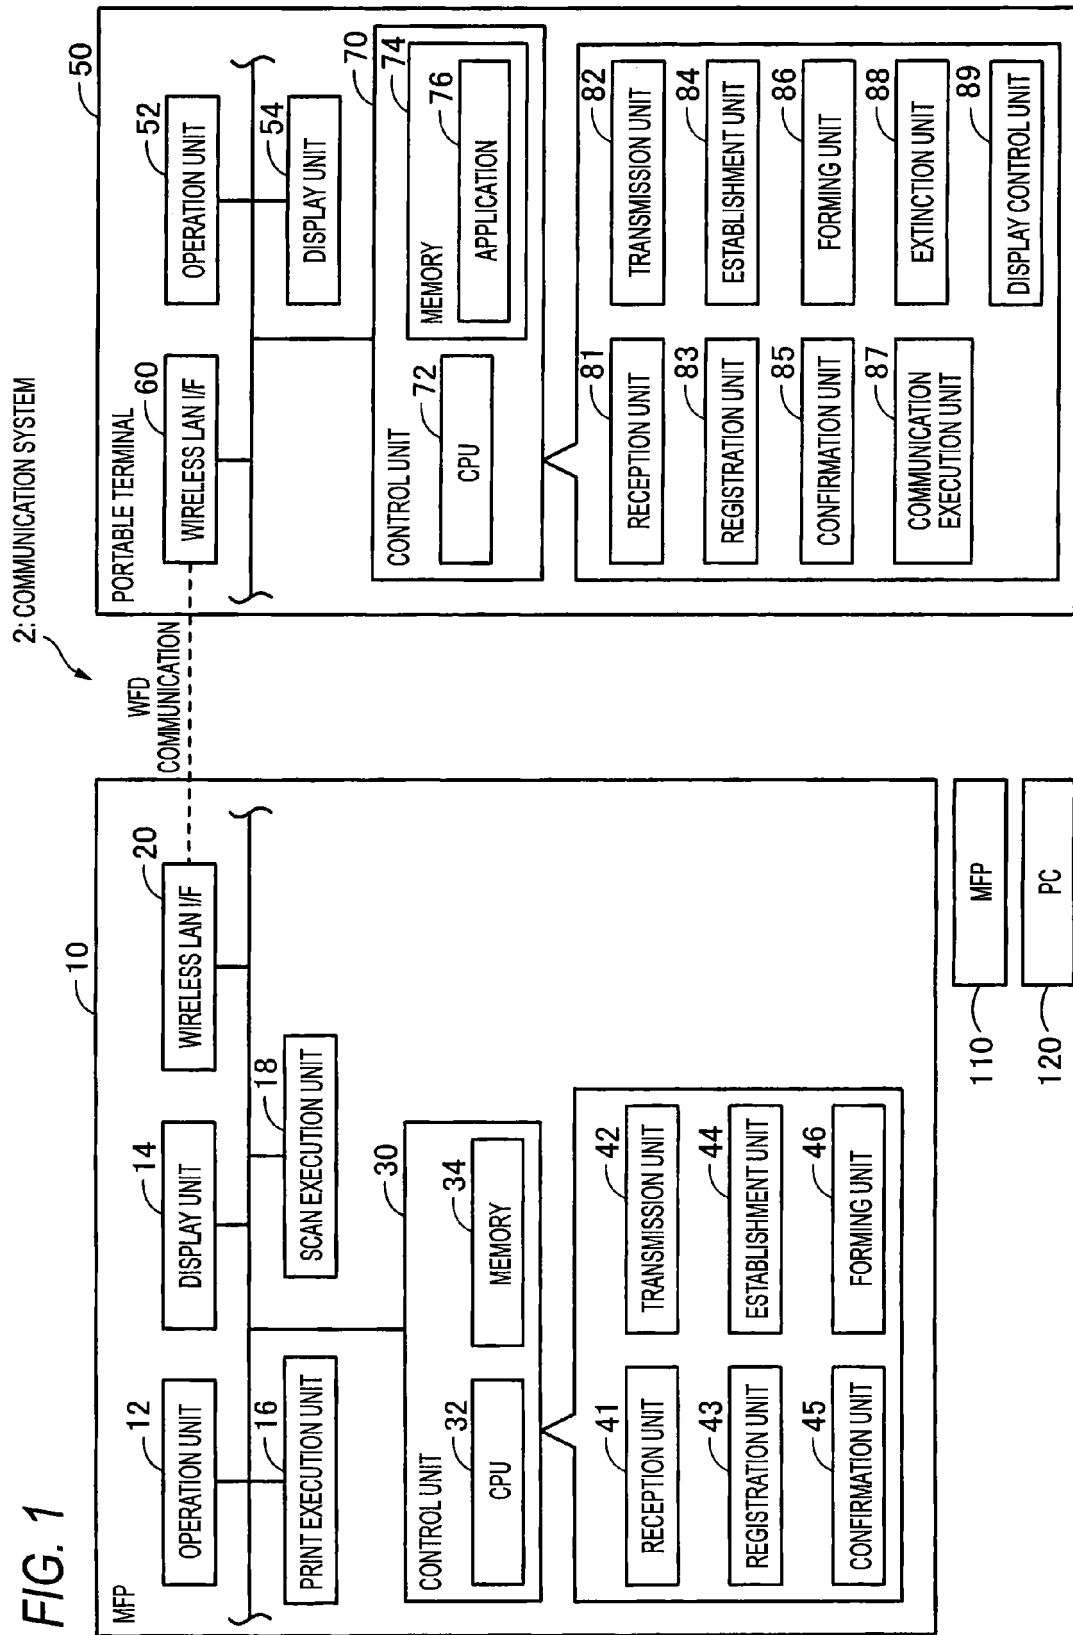 FIG. 1
2: COMMUNICATION SYSTEM
10
MFP
12
OPERATION UNIT
14
DISPLAY UNIT
20
WIRELESS LAN I/F
16
PRINT EXECUTION UNIT
18
SCAN EXECUTION UNIT
30
CONTROL UNIT
32
CPU
34
MEMORY
41
RECEPTION UNIT
42
TRANSMISSION UNIT
43
REGISTRATION UNIT
44
ESTABLISHMENT UNIT
45
CONFIRMATION UNIT
46
FORMING UNIT
110
MFP
120
PC
WFD
COMMUNICATION
50
PORTABLE TERMINAL
60
WIRELESS LAN I/F
52
OPERATION UNIT
54
DISPLAY UNIT
70
CONTROL UNIT
72
CPU
74
MEMORY
76
APPLICATION
81
RECEPTION UNIT
82
TRANSMISSION UNIT
83
REGISTRATION UNIT
84
ESTABLISHMENT UNIT
85
CONFIRMATION UNIT
86
FORMING UNIT
87
COMMUNICATION
EXECUTION UNIT
88
EXTINCTION UNIT
89
DISPLAY CONTROL UNIT